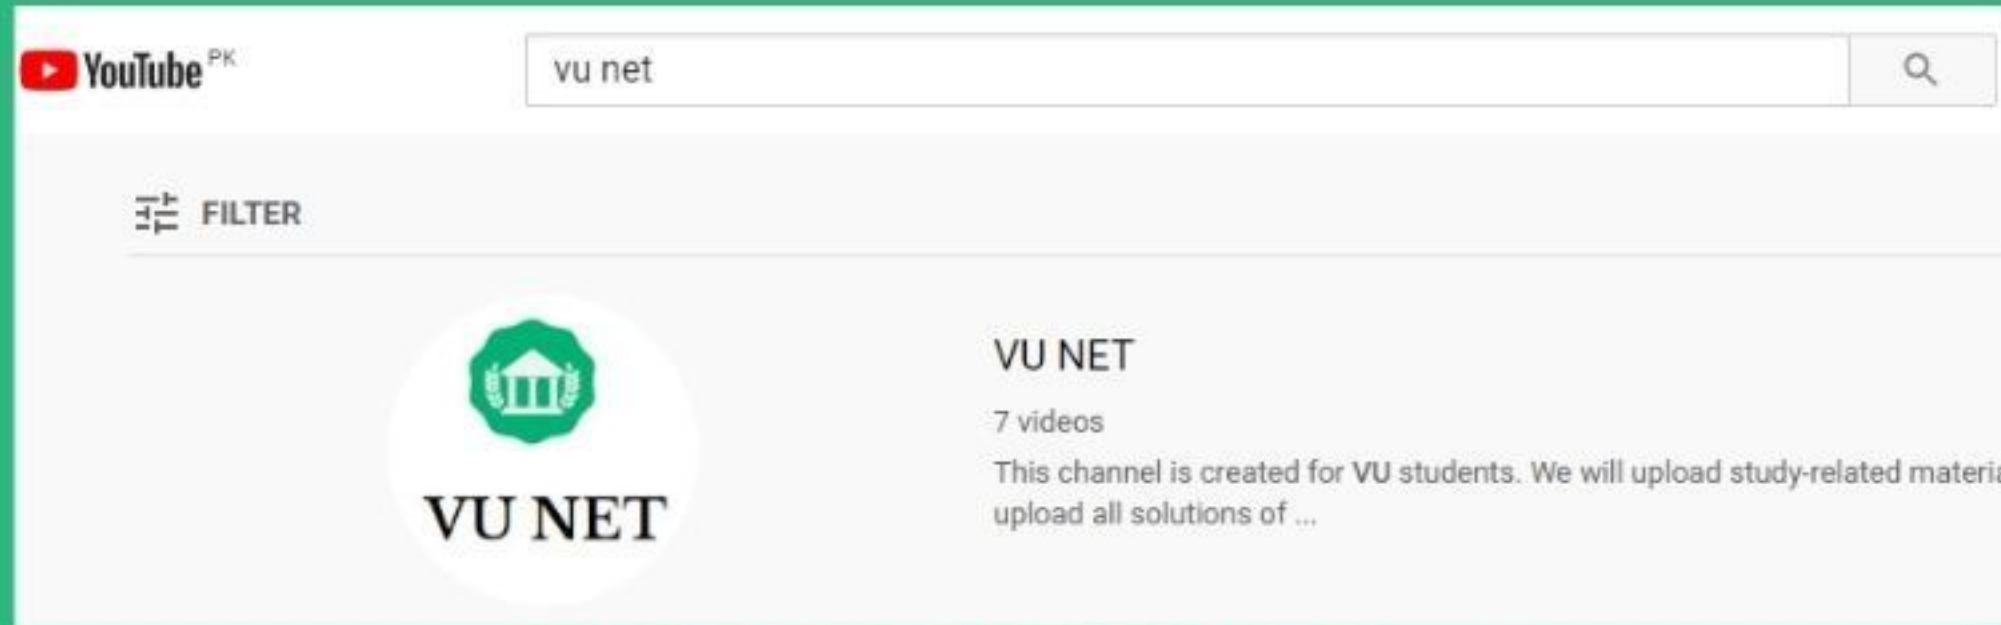 YouTube PK
vu net
FILTER
VU NET
VU NET
7 videos
This channel is created for VU students. We will upload study-related materia
upload all solutions of ...